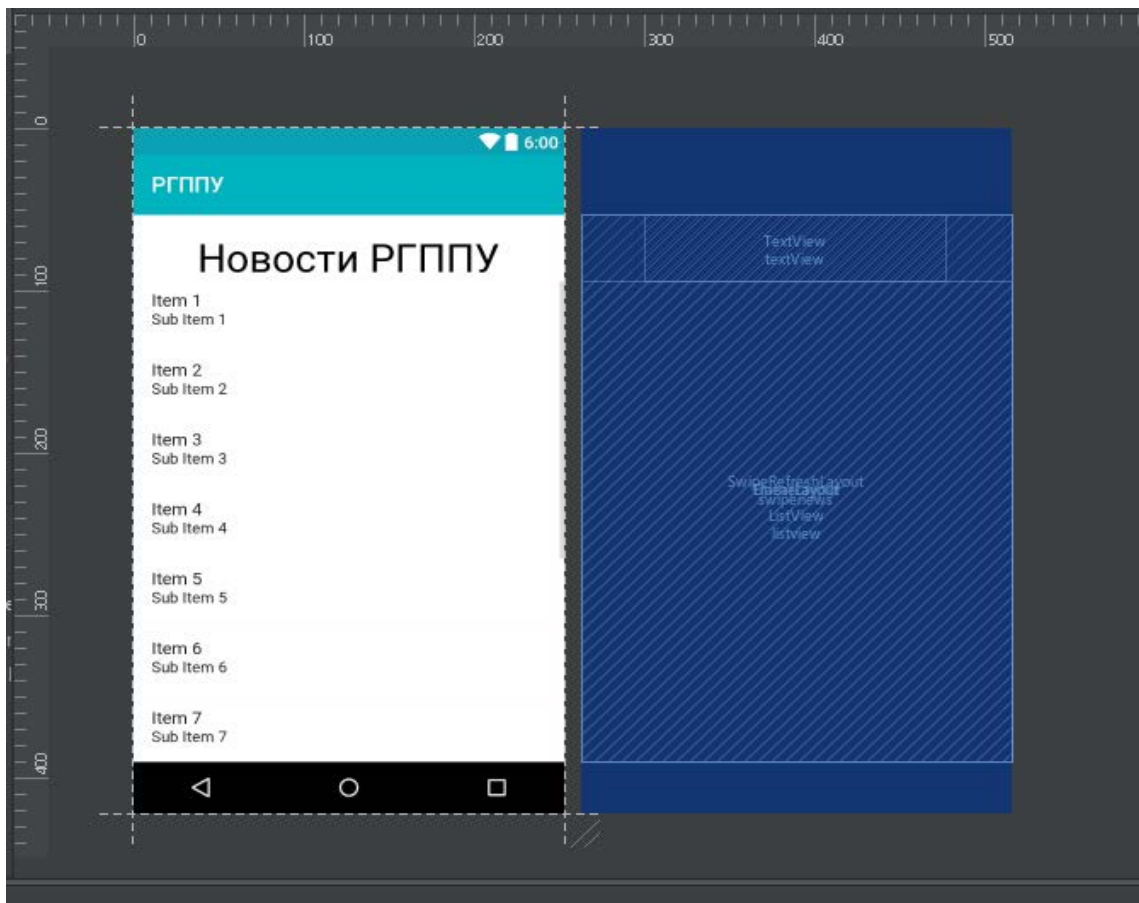 0
100
200
300
400
500
0
100
200
300
400
6:00
РГППУ
Новости РГППУ
Item 1
Sub Item 1
Item 2
Sub Item 2
Item 3
Sub Item 3
Item 4
Sub Item 4
Item 5
Sub Item 5
Item 6
Sub Item 6
Item 7
Sub Item 7
TextView
textView
SwipeRefreshLayout
swipenews
ListView
listview